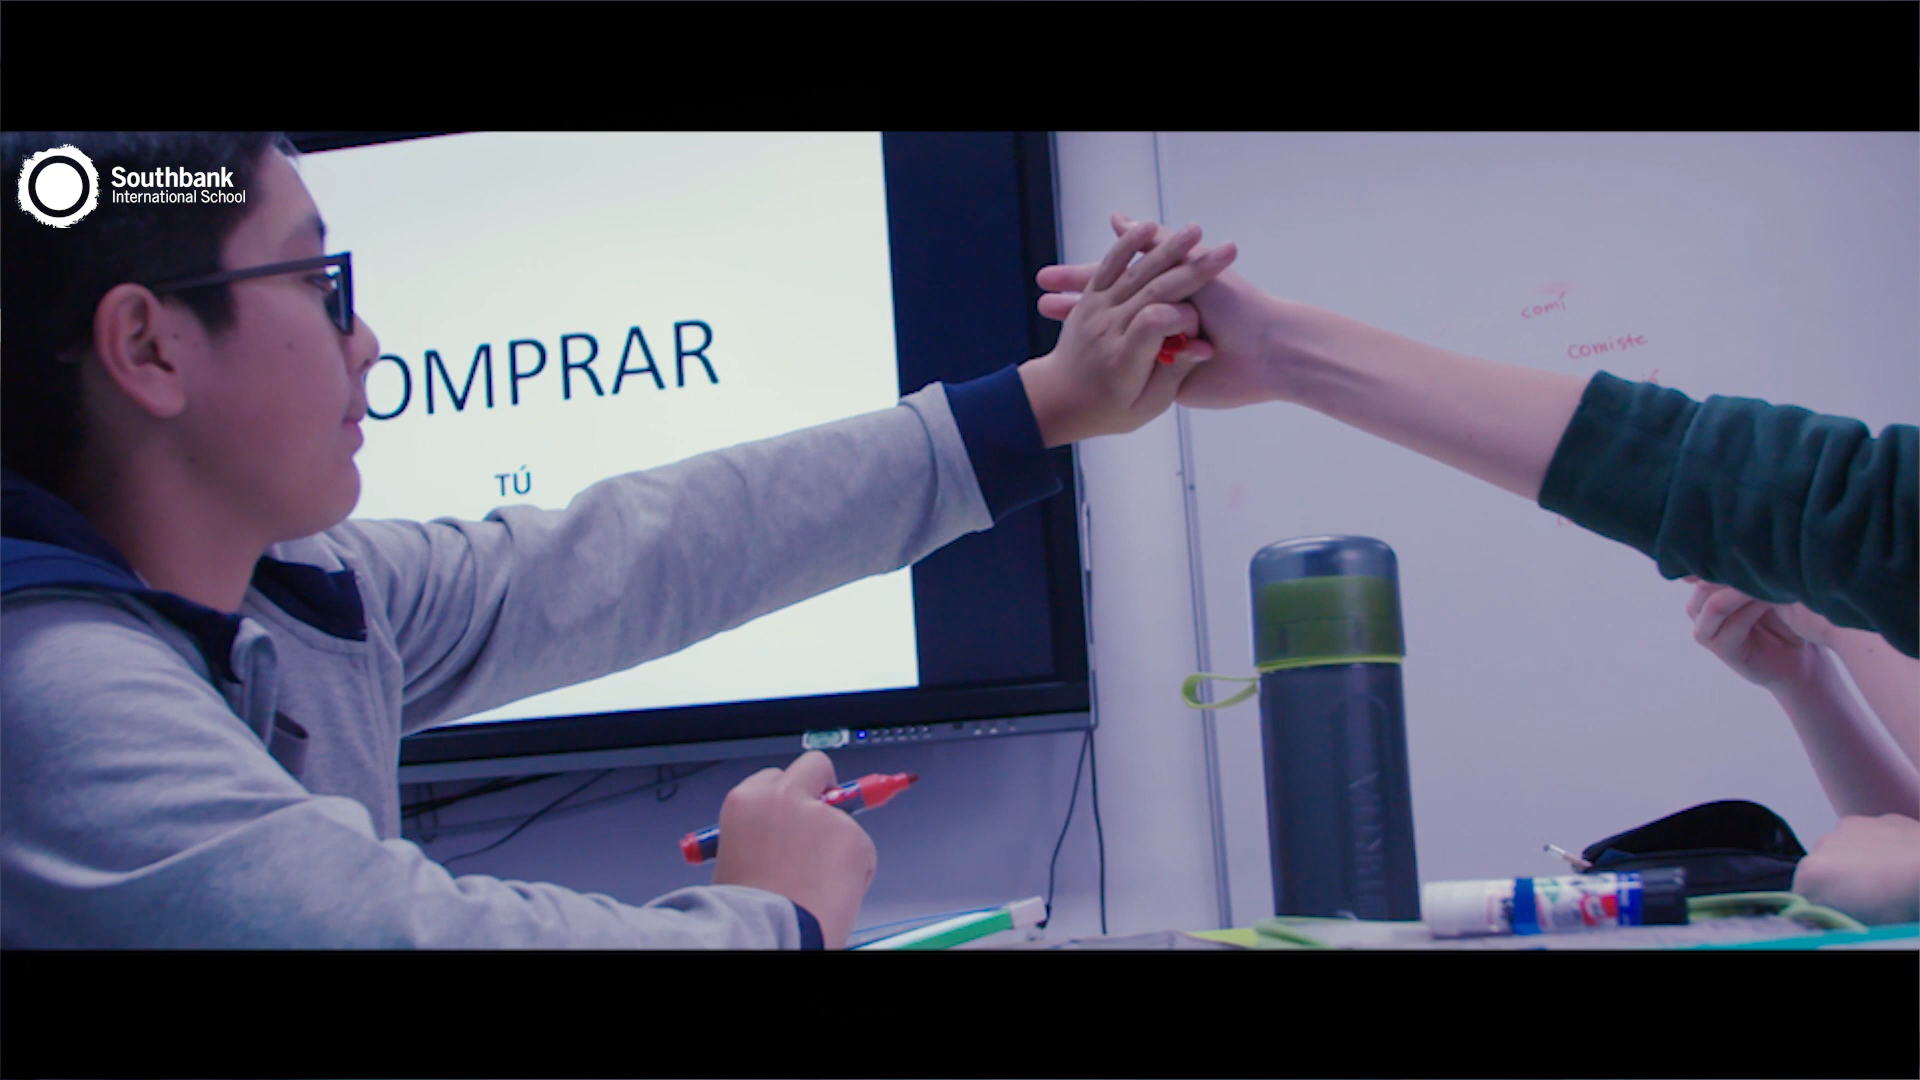 Southbank
International School
OMPRAR
TÚ
comí
comiste